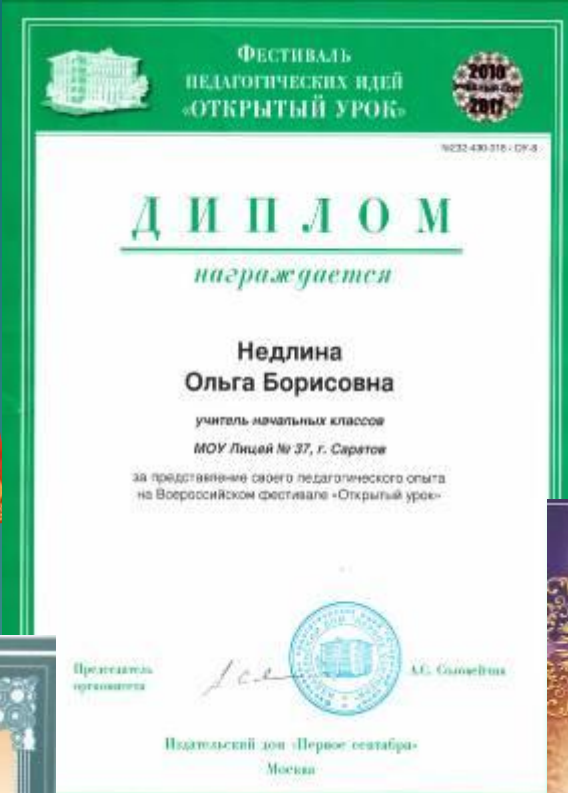 Фестиваль
педагогических идей
«ОТКРЫТЫЙ УРОК»
2010
2011
ДИПЛОМ
награждается
Недлина
Ольга Борисовна
учитель начальных классов
МОУ Лицей № 37, г. Саратов
за представление своего педагогического опыта
на Всероссийском фестивале «Открытый урок»
Председатель
оргкомитета
А.С. Соловейчик
Издательский дом «Первое сентября»
Москва